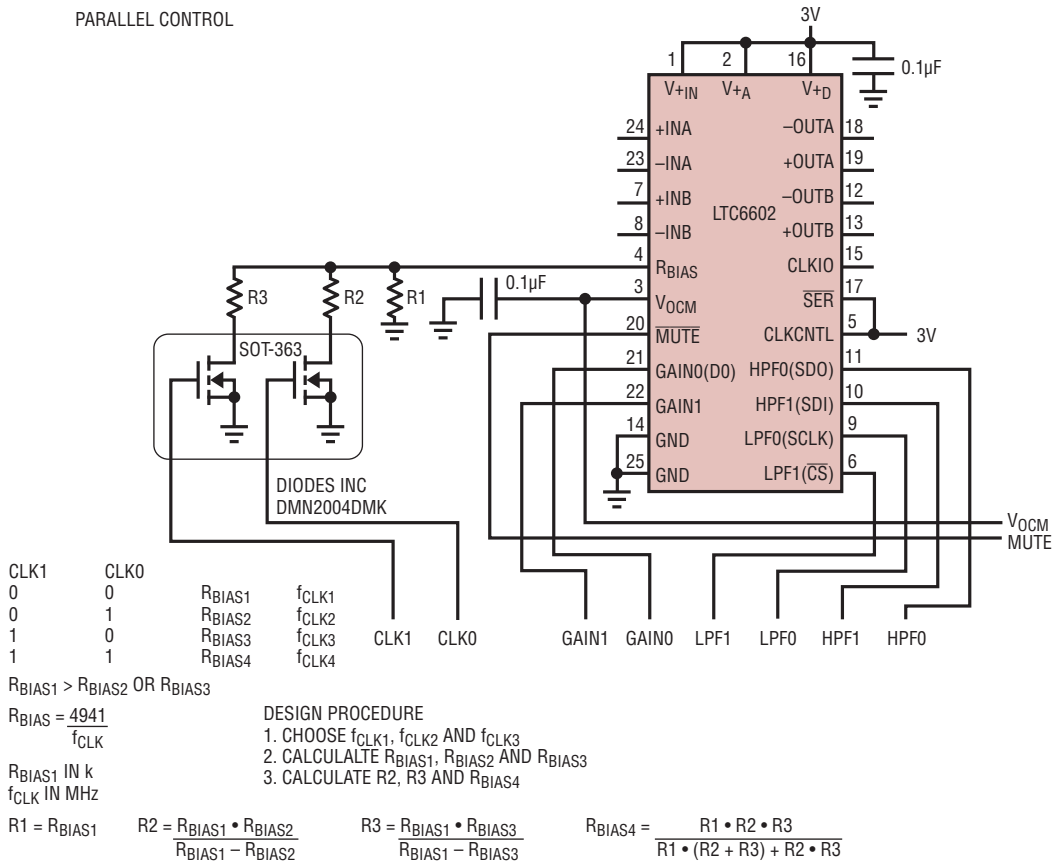 PARALLEL CONTROL
3V
1 2 16
0.1µF
V+IN V+A V+D
24 +INA –OUTA 18
23 –INA +OUTA 19
7 +INB –OUTB 12
LTC6602
8 –INB +OUTB 13
4 RBIAS CLKIO 15
3 VOCM SER 17
0.1µF
20 MUTE CLKCNTL 5 3V
21 GAIN0(D0) HPF0(SDO) 11
22 GAIN1 HPF1(SDI) 10
14 GND LPF0(SCLK) 9
25 GND LPF1(CS) 6
R3 R2 R1
SOT-363
DIODES INC
DMN2004DMK
VOCM
MUTE
CLK1 CLK0 GAIN1 GAIN0 LPF1 LPF0 HPF1 HPF0
CLK1 CLK0
0 0 RBIAS1 fCLK1
0 1 RBIAS2 fCLK2
1 0 RBIAS3 fCLK3
1 1 RBIAS4 fCLK4
RBIAS1 > RBIAS2 OR RBIAS3
RBIAS = 4941
fCLK
RBIAS1 IN k
fCLK IN MHz
DESIGN PROCEDURE
1. CHOOSE fCLK1, fCLK2 AND fCLK3
2. CALCULALTE RBIAS1, RBIAS2 AND RBIAS3
3. CALCULATE R2, R3 AND RBIAS4
R1 = RBIAS1 R2 = RBIAS1 • RBIAS2 R3 = RBIAS1 • RBIAS3 RBIAS4 = R1 • R2 • R3
RBIAS1 – RBIAS2 RBIAS1 – RBIAS3 R1 • (R2 + R3) + R2 • R3